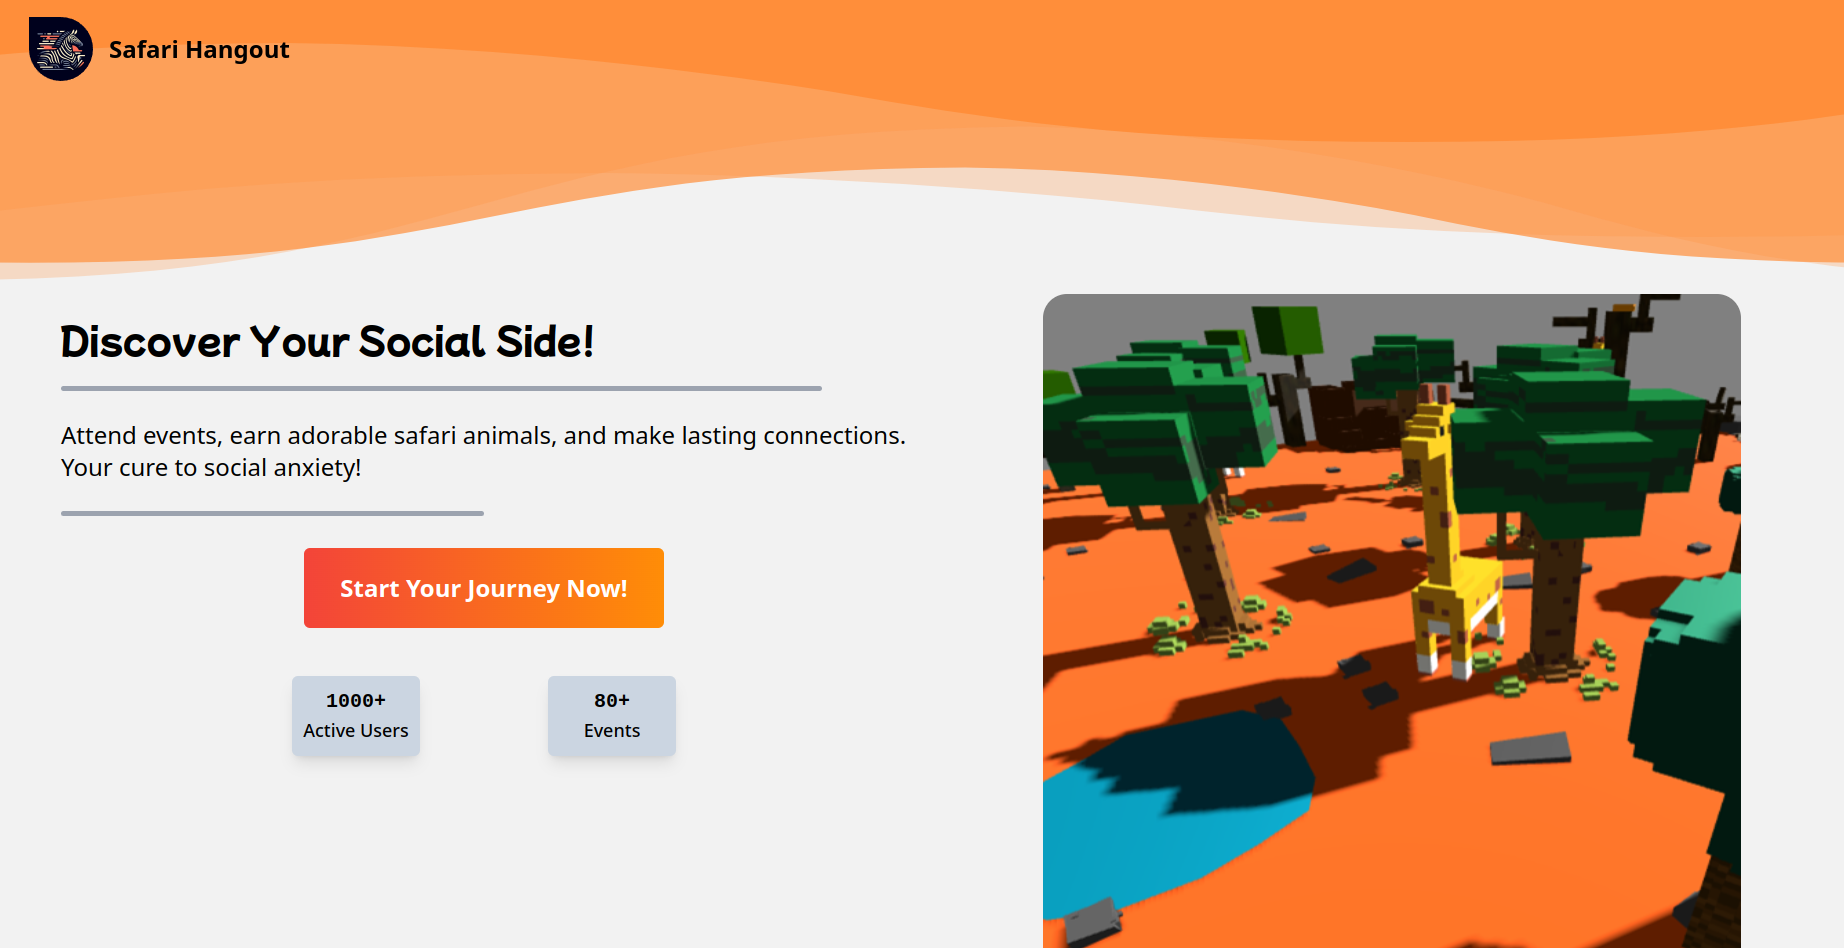 Safari Hangout
Discover Your Social Side!
Attend events, earn adorable safari animals, and make lasting connections.
Your cure to social anxiety!
Start Your Journey Now!
1000+
Active Users
80+
Events